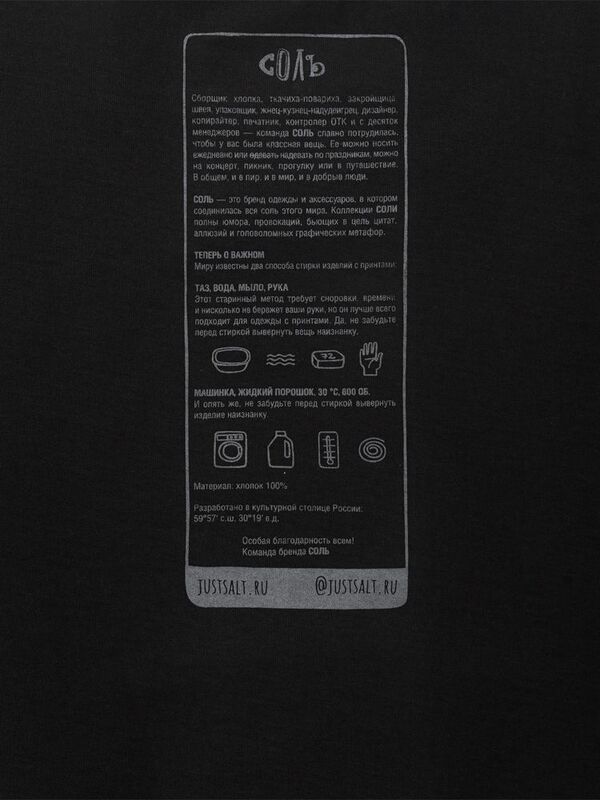 СОЛЬ
Сборщик хлопка, ткачиха-повариха, закройщица,
швея, упаковщик, жнец-кузнец-надудеигрец, дизайнер,
копирайтер, печатник, контролер ОТК и с десяток
менеджеров — команда СОЛЬ славно потрудилась,
чтобы у вас была классная вещь. Ее можно носить
ежедневно или одевать надевать по праздникам, можно
на концерт, пикник, прогулку или в путешествие.
В общем, и в пир, и в мир, и в добрые люди.
СОЛЬ — это бренд одежды и аксессуаров, в котором
соединилась вся соль этого мира. Коллекции СОЛИ
полны юмора, провокаций, бьющих в цель цитат,
аллюзий и головоломных графических метафор.
ТЕПЕРЬ О ВАЖНОМ
Миру известны два способа стирки изделий с принтами:
ТАЗ, ВОДА, МЫЛО, РУКА
Этот старинный метод требует сноровки, времени
и нисколько не бережет ваши руки, но он лучше всего
подходит для одежды с принтами. Да, не забудьте
перед стиркой вывернуть вещь наизнанку.
72
МАШИНКА, ЖИДКИЙ ПОРОШОК, 30 °С, 600 ОБ.
И опять же, не забудьте перед стиркой вывернуть
изделие наизнанку.
Материал: хлопок 100%
Разработано в культурной столице России:
59°57' с.ш. 30°19' в.д.
Особая благодарность всем!
Команда бренда СОЛЬ
JUSTSALT.RU @JUSTSALT.RU